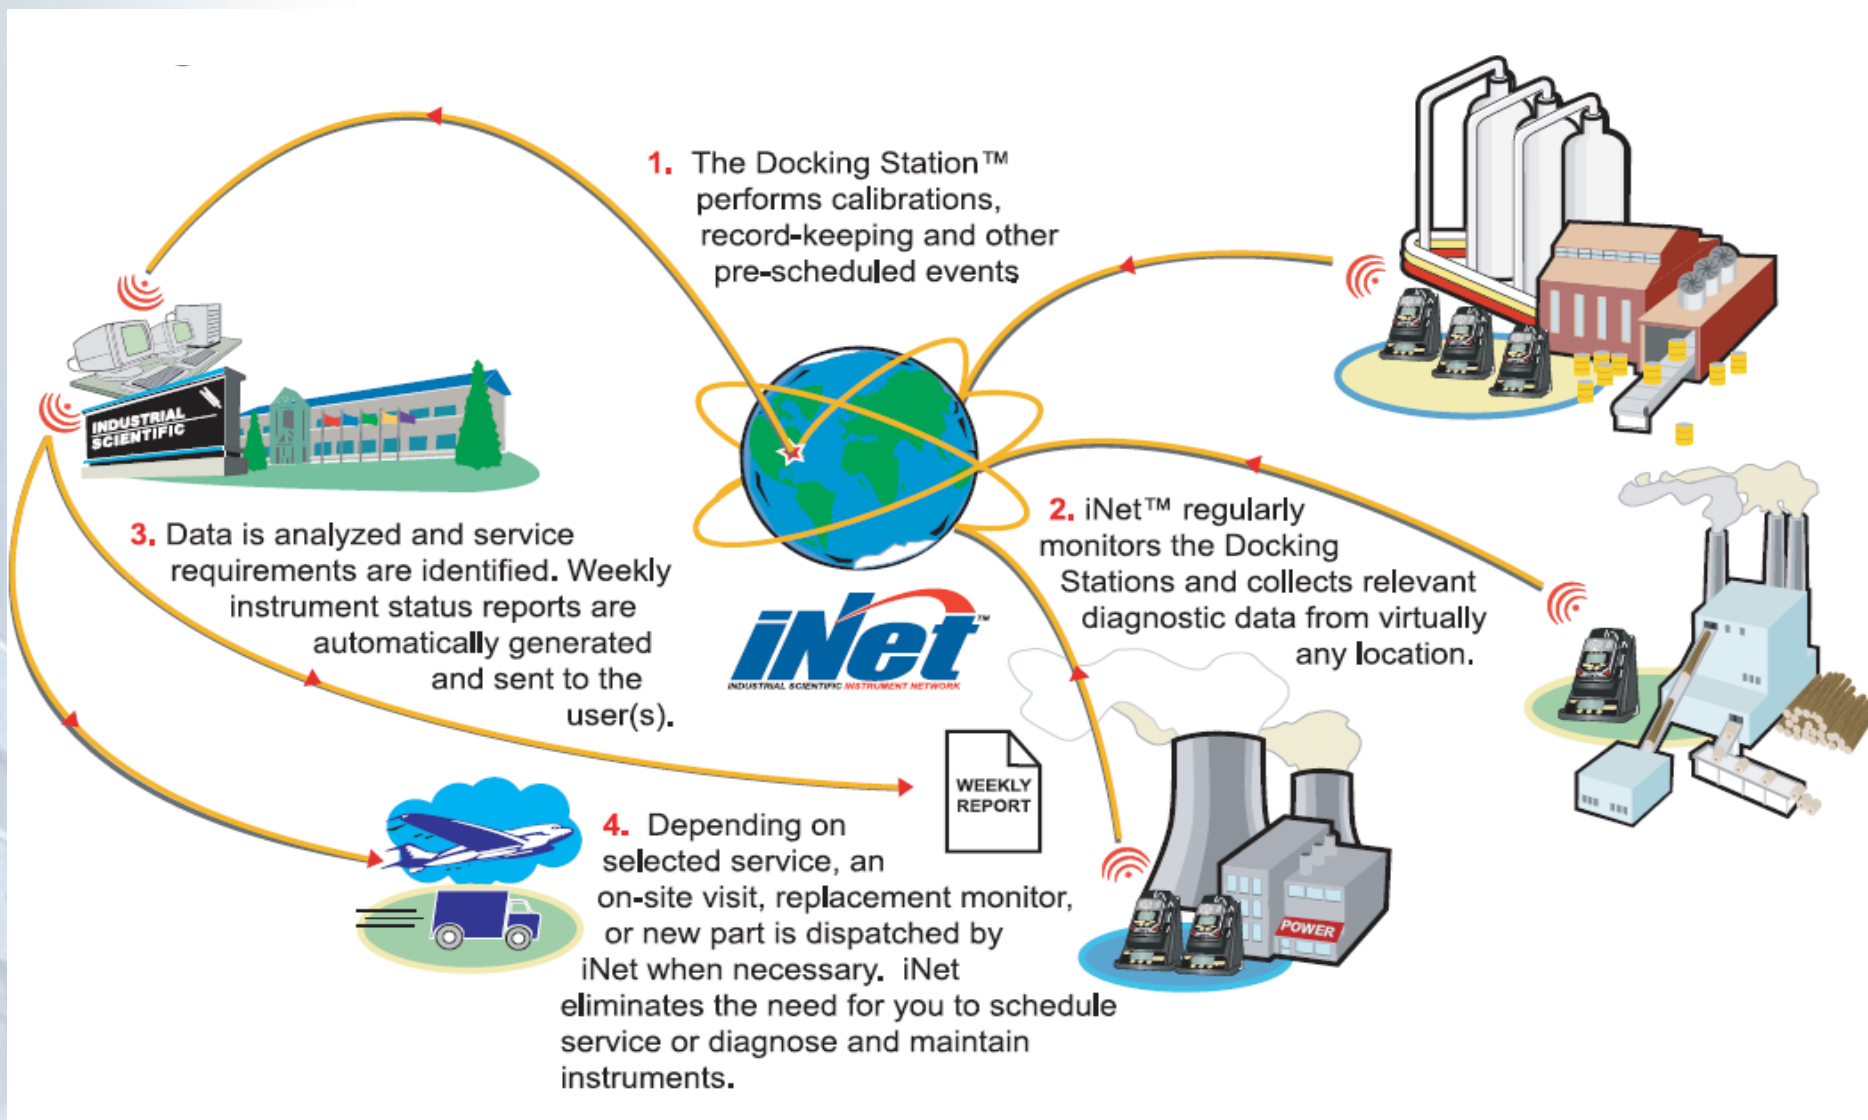 1. The Docking Station™
performs calibrations,
record-keeping and other
pre-scheduled events
INDUSTRIAL
SCIENTIFIC
2. iNet™ regularly
monitors the Docking
Stations and collects relevant
diagnostic data from virtually
any location.
3. Data is analyzed and service
requirements are identified. Weekly
instrument status reports are
automatically generated
and sent to the
user(s).
iNet™
INDUSTRIAL SCIENTIFIC INSTRUMENT NETWORK
WEEKLY
REPORT
4. Depending on
selected service, an
on-site visit, replacement monitor,
or new part is dispatched by
iNet when necessary. iNet
eliminates the need for you to schedule
service or diagnose and maintain
instruments.
POWER